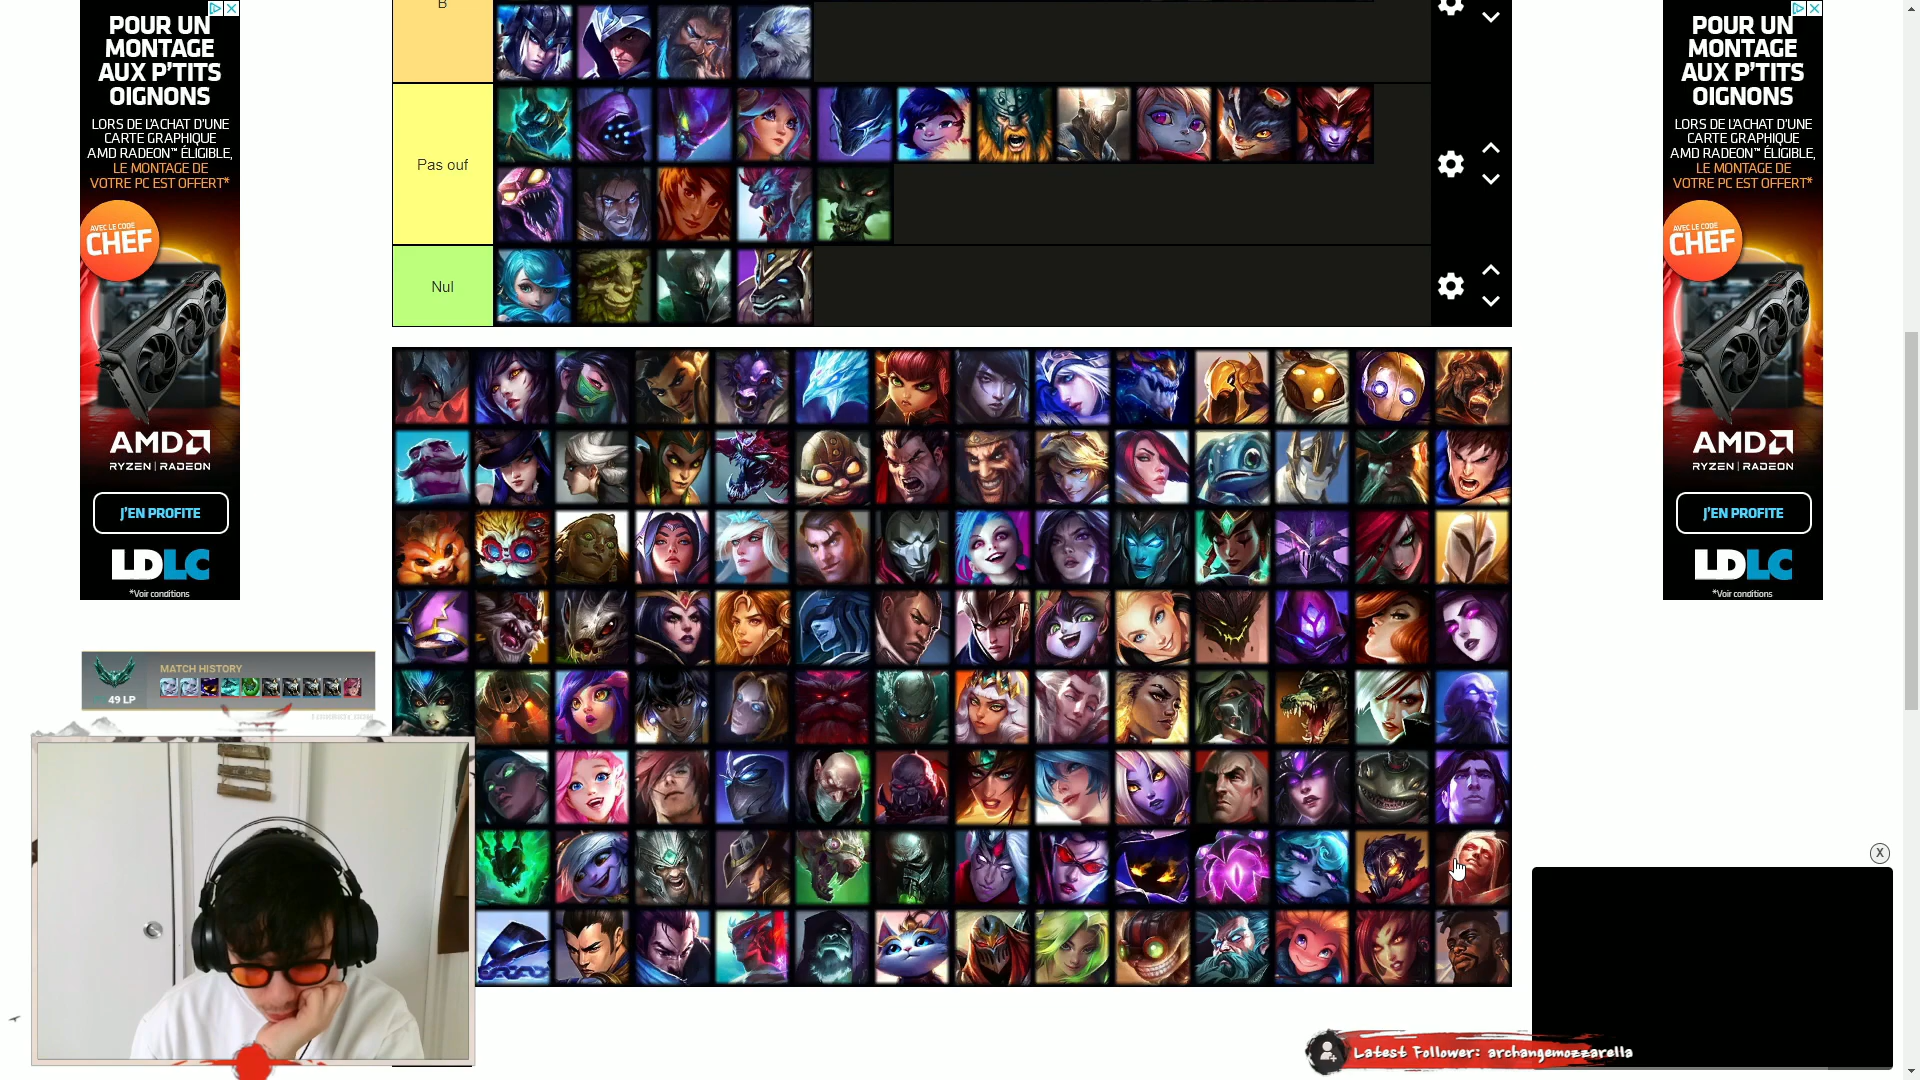 POUR UN
MONTAGE
AUX P'TITS
OIGNONS
LORS DE L'ACHAT D'UNE
CARTE GRAPHIQUE
AMD RADEON™ ÉLIGIBLE,
LE MONTAGE DE
VOTRE PC EST OFFERT*
AVEC LE CODE
CHEF
AMD
RYZEN | RADEON
J'EN PROFITE
LDLC
*Voir conditions
B
Pas ouf
Nul
POUR UN
MONTAGE
AUX P'TITS
OIGNONS
LORS DE L'ACHAT D'UNE
CARTE GRAPHIQUE
AMD RADEON™ ÉLIGIBLE,
LE MONTAGE DE
VOTRE PC EST OFFERT*
AVEC LE CODE
CHEF
AMD
RYZEN | RADEON
J'EN PROFITE
LDLC
*Voir conditions
MATCH HISTORY
49 LP
X
Latest Follower: archangemozzarella